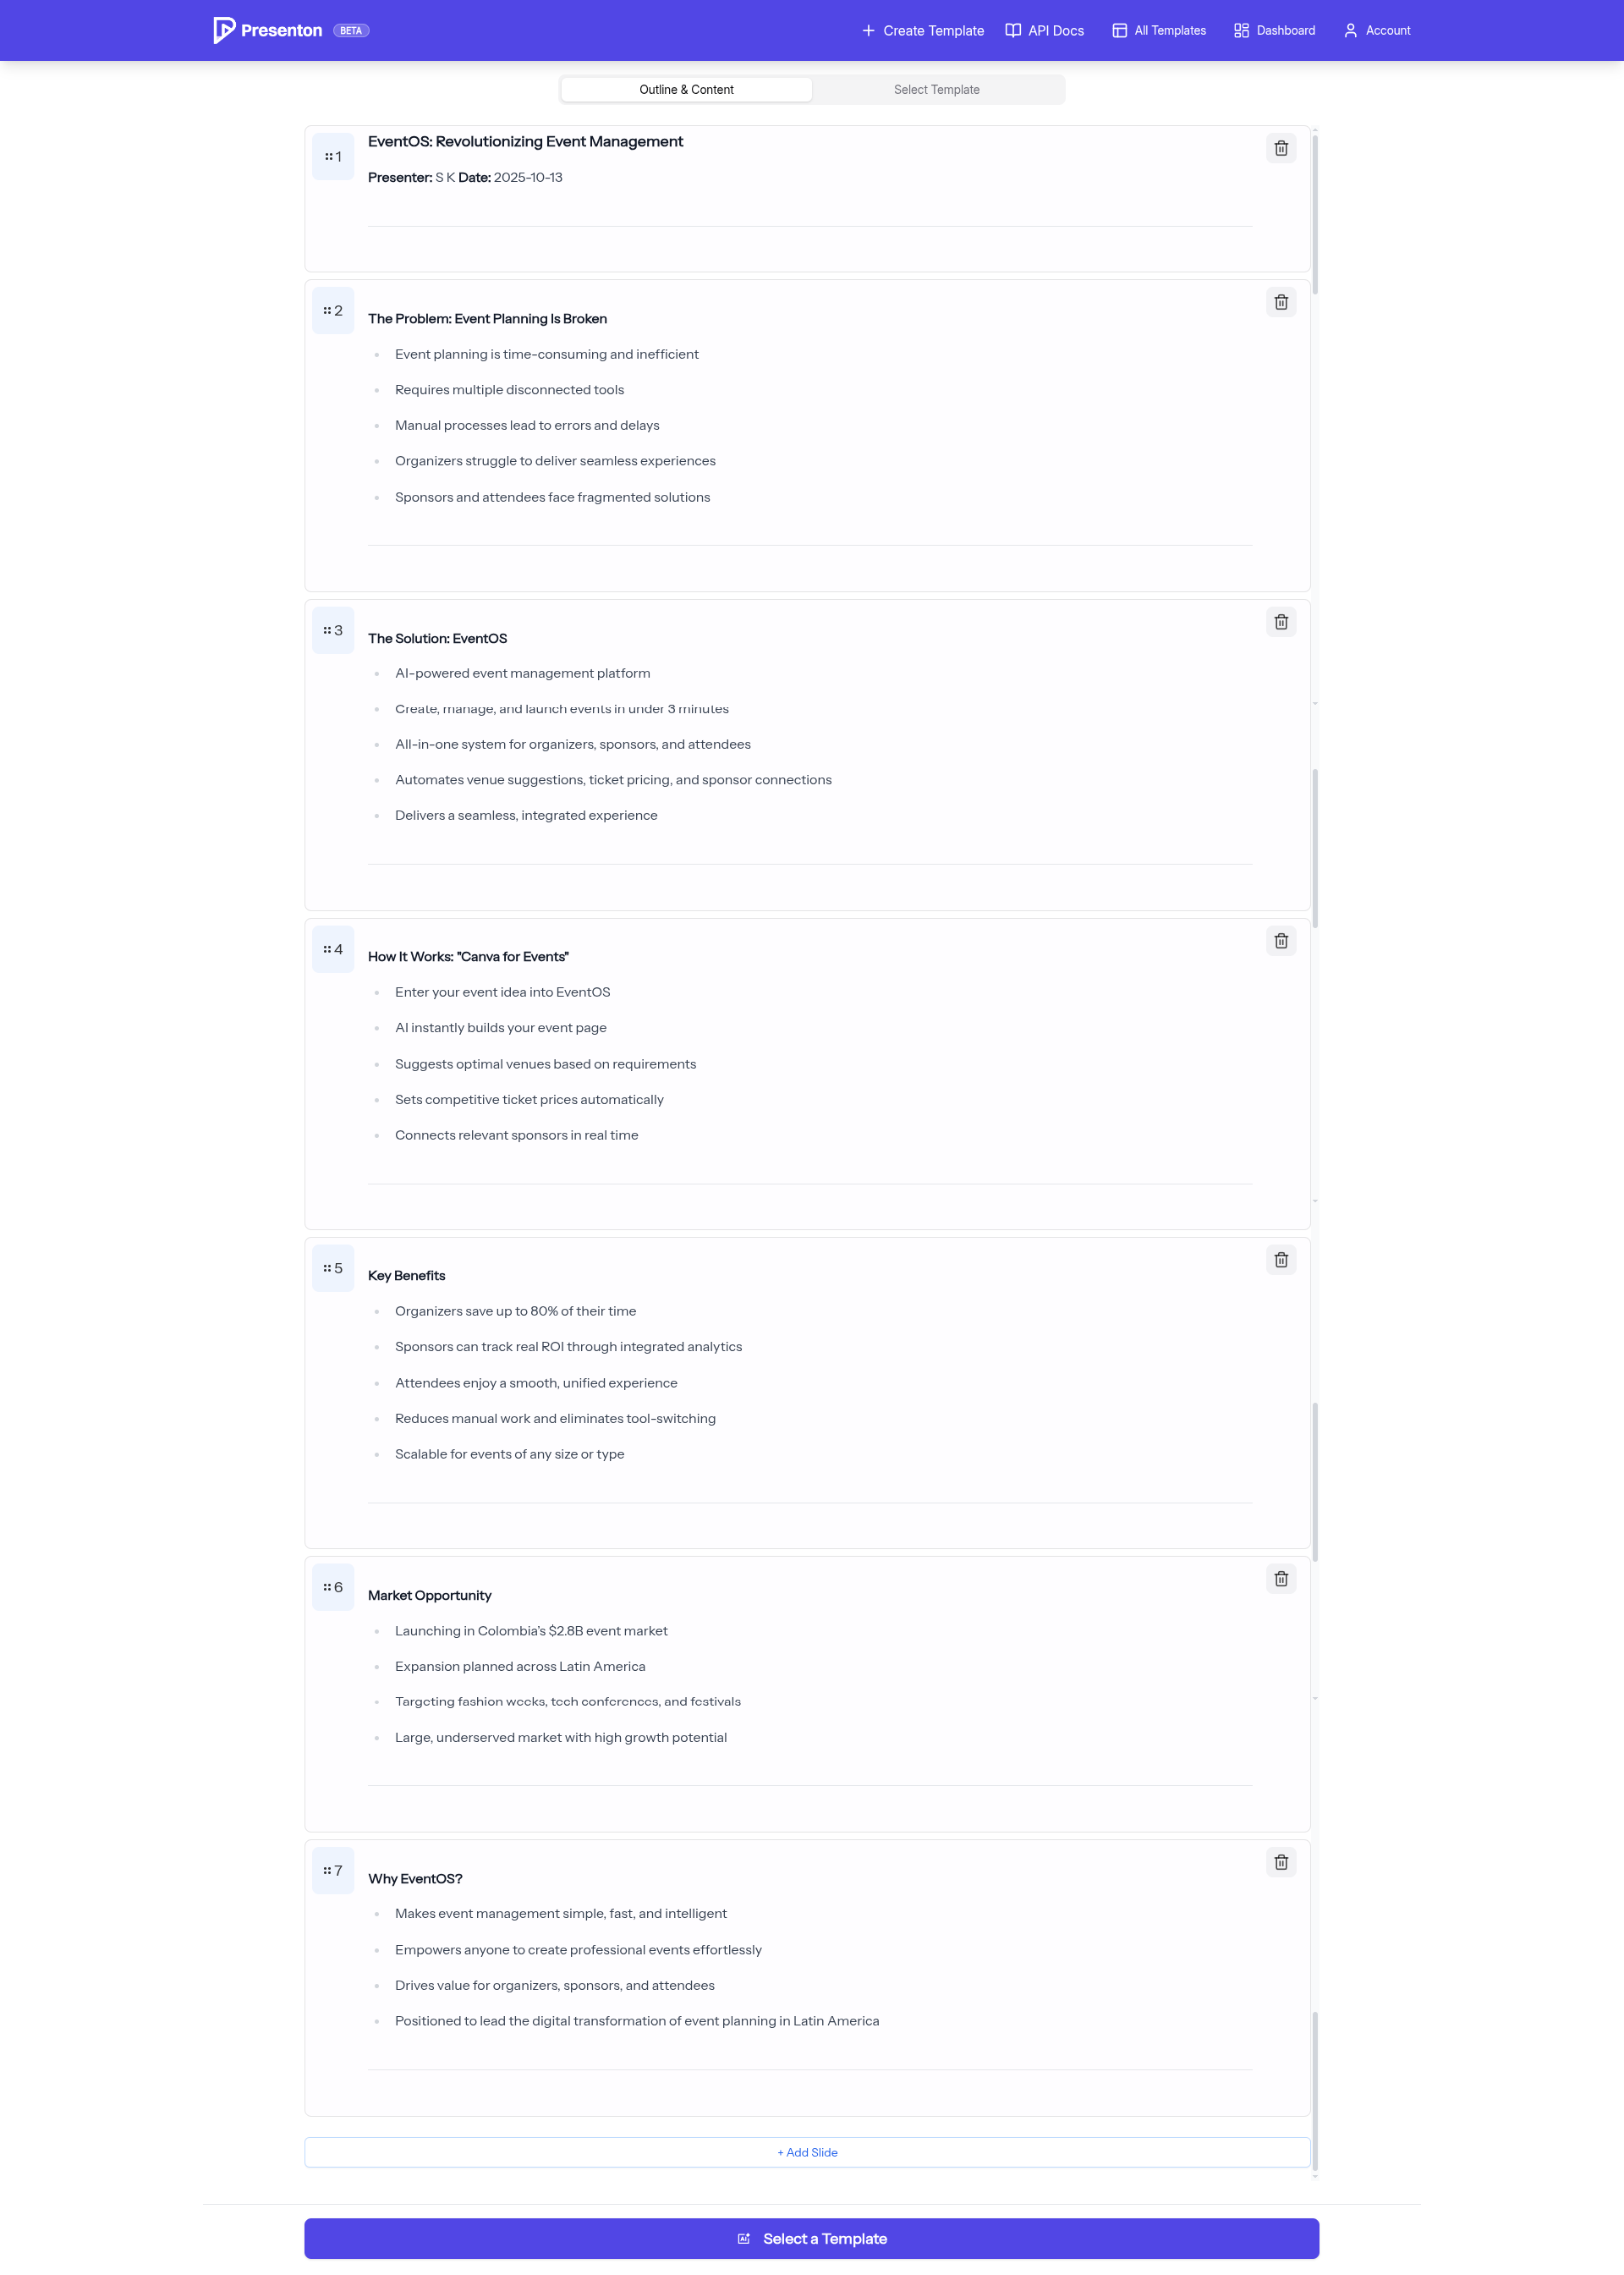 Presenton BETA
Create Template API Docs All Templates Dashboard Account
Outline & Content Select Template
1
EventOS: Revolutionizing Event Management
Presenter: S K Date: 2025-10-13
2
The Problem: Event Planning Is Broken
Event planning is time-consuming and inefficient
Requires multiple disconnected tools
Manual processes lead to errors and delays
Organizers struggle to deliver seamless experiences
Sponsors and attendees face fragmented solutions
3
The Solution: EventOS
AI-powered event management platform
Create, manage, and launch events in under 3 minutes
All-in-one system for organizers, sponsors, and attendees
Automates venue suggestions, ticket pricing, and sponsor connections
Delivers a seamless, integrated experience
4
How It Works: "Canva for Events"
Enter your event idea into EventOS
AI instantly builds your event page
Suggests optimal venues based on requirements
Sets competitive ticket prices automatically
Connects relevant sponsors in real time
5
Key Benefits
Organizers save up to 80% of their time
Sponsors can track real ROI through integrated analytics
Attendees enjoy a smooth, unified experience
Reduces manual work and eliminates tool-switching
Scalable for events of any size or type
6
Market Opportunity
Launching in Colombia's $2.8B event market
Expansion planned across Latin America
Targeting fashion weeks, tech conferences, and festivals
Large, underserved market with high growth potential
7
Why EventOS?
Makes event management simple, fast, and intelligent
Empowers anyone to create professional events effortlessly
Drives value for organizers, sponsors, and attendees
Positioned to lead the digital transformation of event planning in Latin America
+ Add Slide
Select a Template